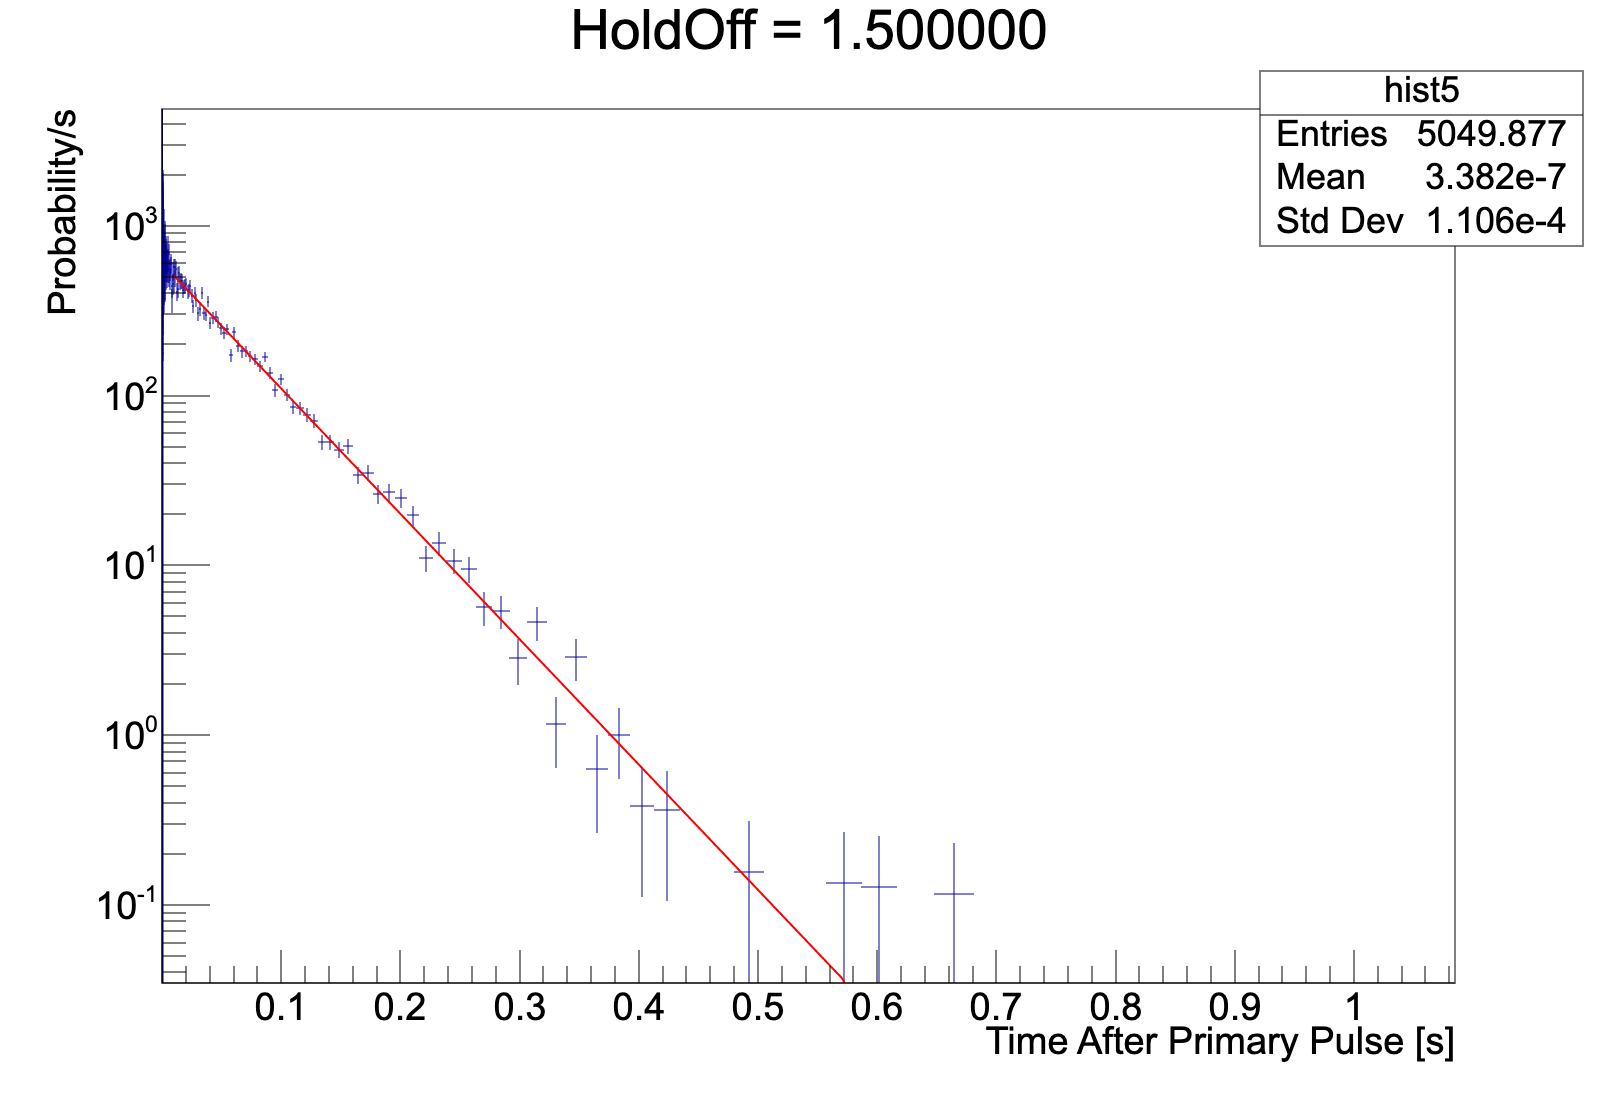 HoldOff = 1.500000
hist5
Entries 5049.877
Mean 3.382e-7
Std Dev 1.106e-4
Probability/s
10³
10²
10¹
10⁰
10⁻¹
0.1 0.2 0.3 0.4 0.5 0.6 0.7 0.8 0.9 1
Time After Primary Pulse [s]